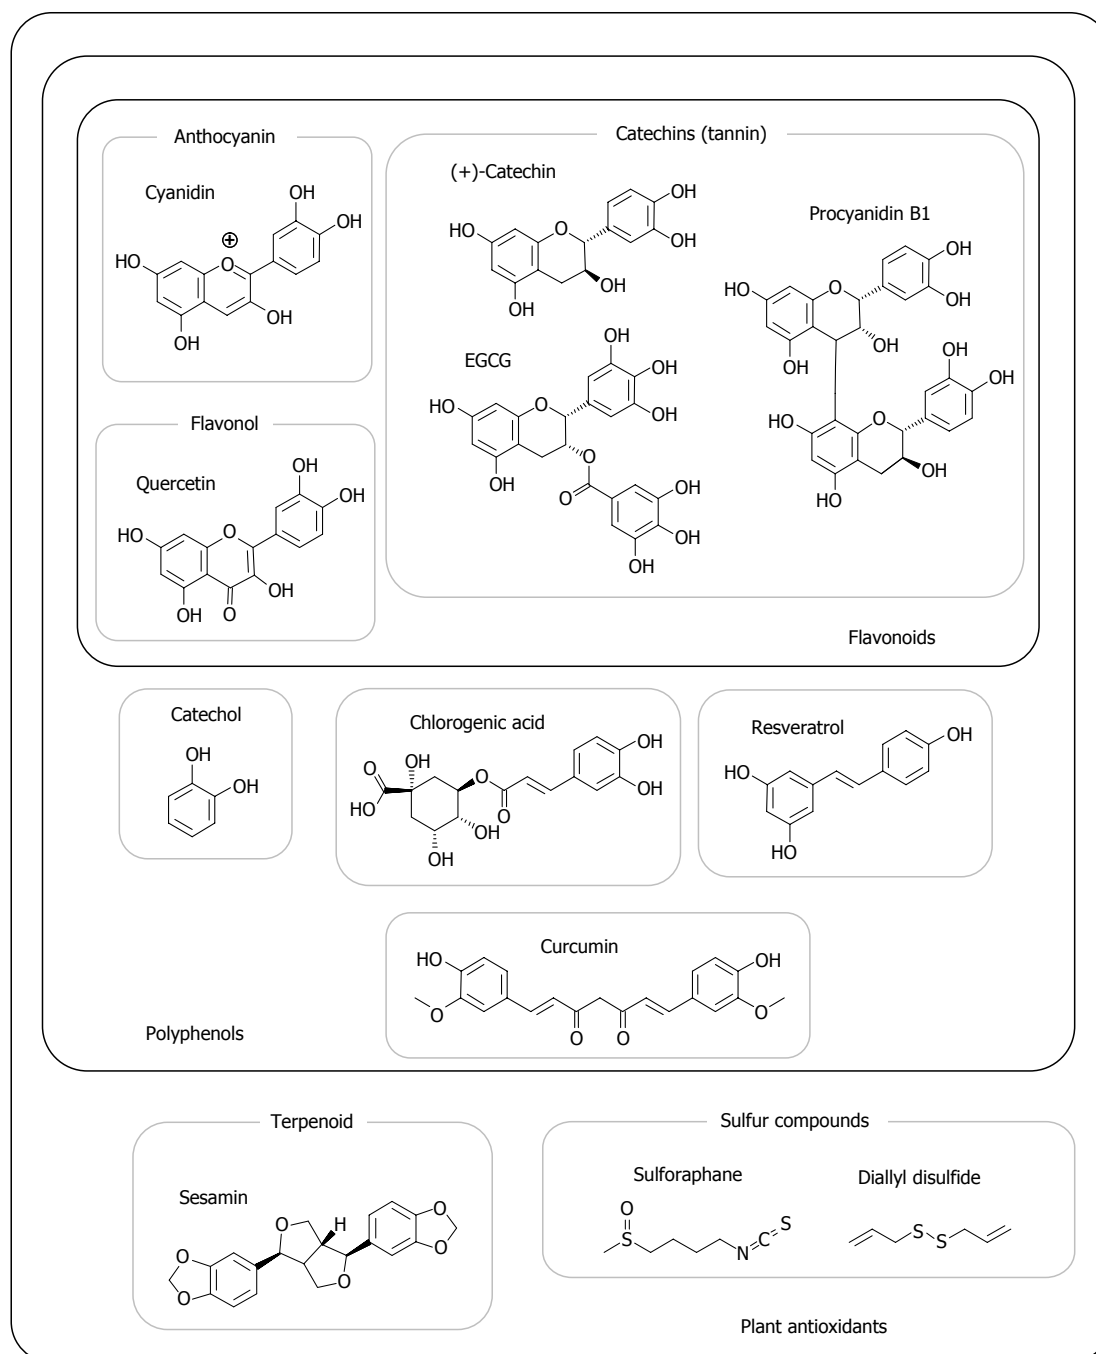 Anthocyanin
Cyanidin
OH
OH
HO
O
⊕
OH
OH
Flavonol
Quercetin
OH
OH
HO
O
OH
OH
O
Catechins (tannin)
(+)-Catechin
OH
OH
HO
O
OH
OH
EGCG
OH
OH
OH
HO
O
OH
O
O
OH
OH
OH
Procyanidin B1
OH
OH
HO
O
OH
OH
OH
OH
HO
O
OH
HO
Flavonoids
Catechol
OH
OH
Chlorogenic acid
O
OH
HO
O
O
OH
OH
OH
OH
Resveratrol
OH
HO
HO
Curcumin
HO
OH
O
O
O
O
Polyphenols
Terpenoid
Sesamin
O
H
O
O
O
O
O
Sulfur compounds
Sulforaphane
O
S
N
C
S
Diallyl disulfide
S
S
Plant antioxidants